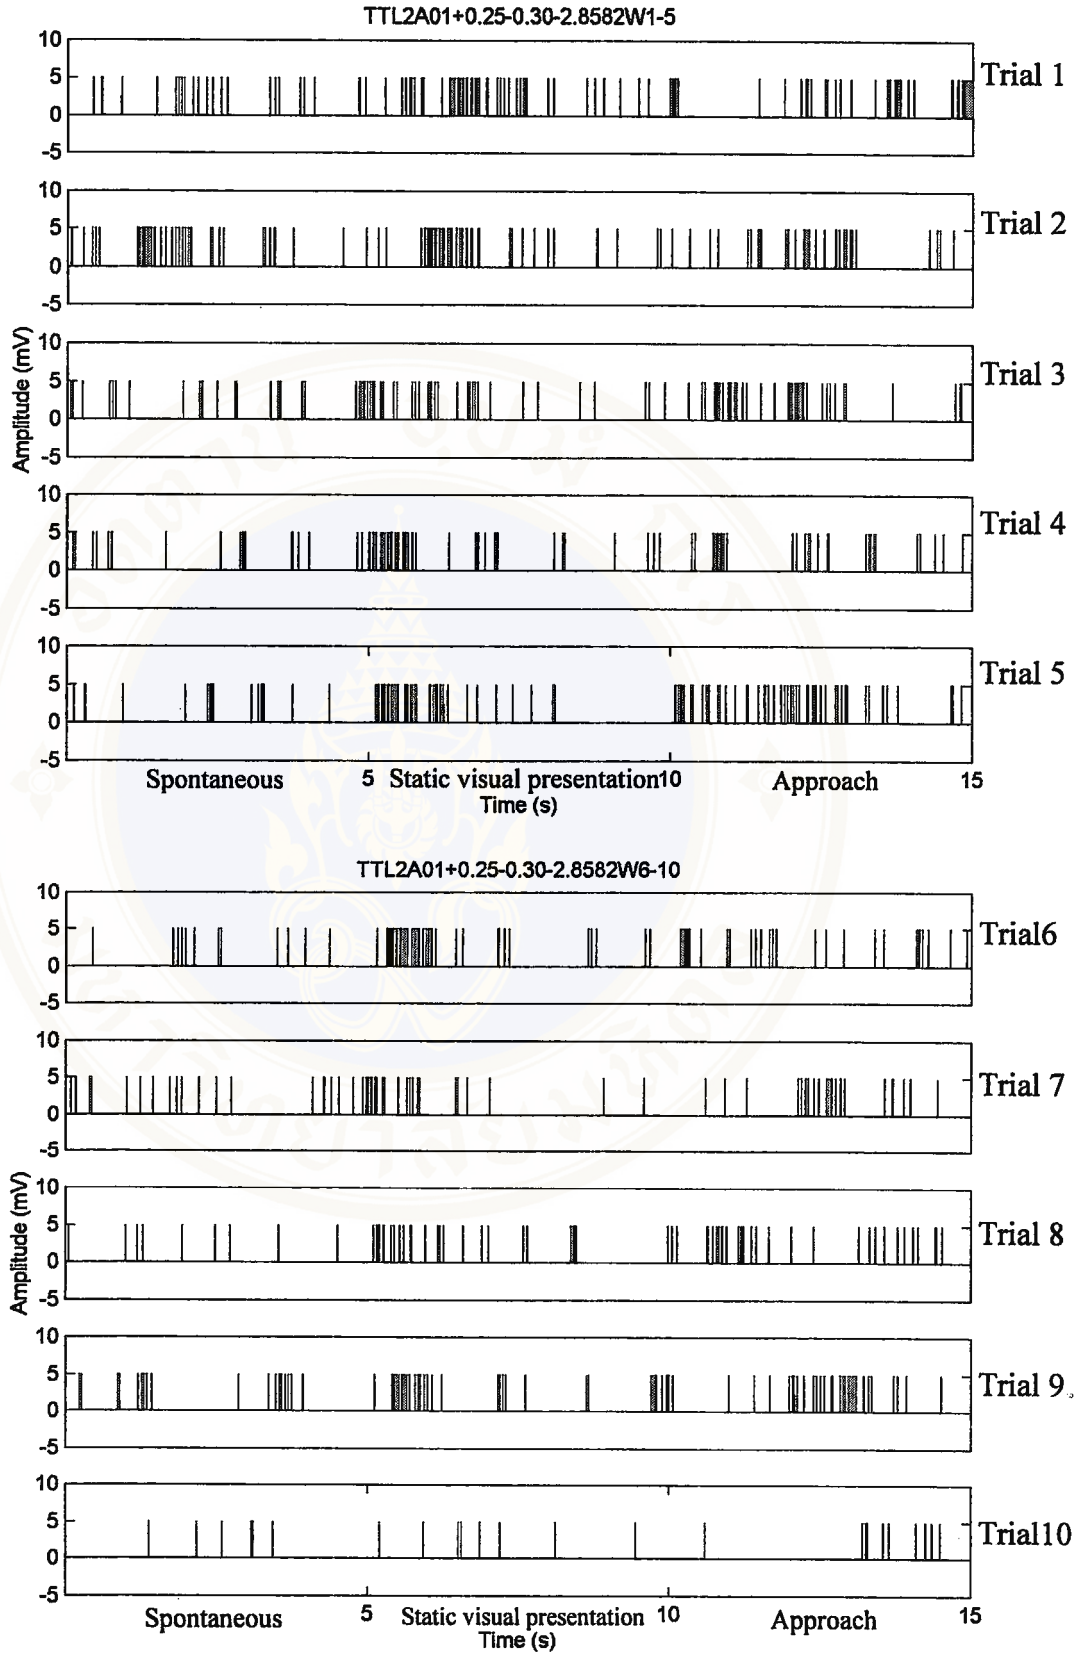 TTL2A01+0.25-0.30-2.8582W1-5
10
5
0
-5
Trial 1
10
5
0
-5
Trial 2
Amplitude (mV)
10
5
0
-5
Trial 3
10
5
0
-5
Trial 4
10
5
0
-5
Trial 5
Spontaneous 5 Static visual presentation 10 Approach 15
Time (s)
TTL2A01+0.25-0.30-2.8582W6-10
10
5
0
-5
Trial6
10
5
0
-5
Trial 7
Amplitude (mV)
10
5
0
-5
Trial 8
10
5
0
-5
Trial 9
10
5
0
-5
Trial10
Spontaneous 5 Static visual presentation 10 Approach 15
Time (s)